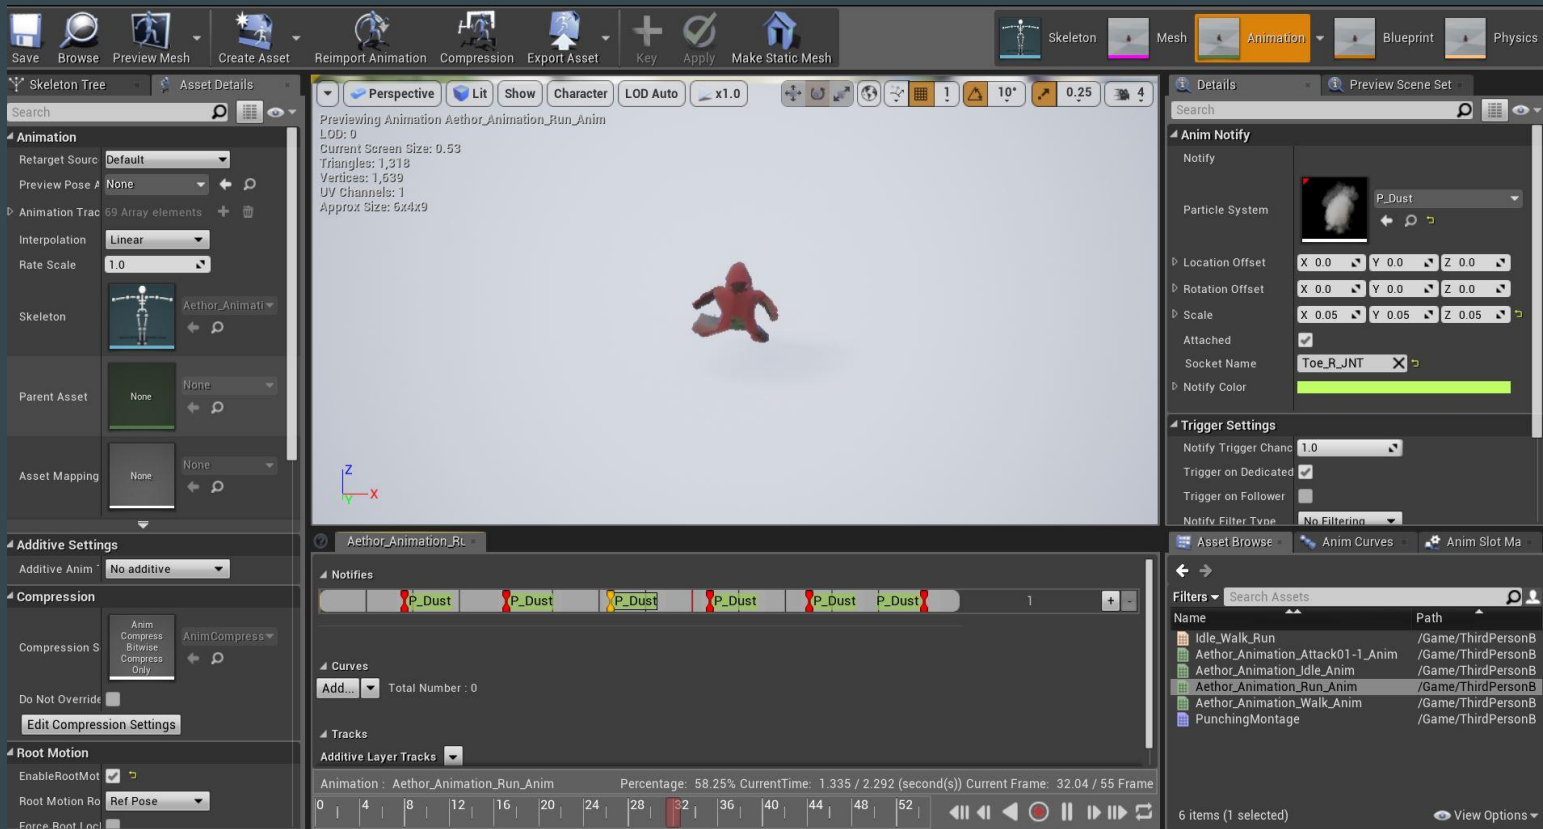 Save Browse Preview Mesh Create Asset Reimport Animation Compression Export Asset Key Apply Make Static Mesh
Skeleton Mesh Animation Blueprint Physics
Skeleton Tree
Asset Details
Search
Animation
Retarget Sourc Default
Preview Pose A None
Animation Trac 69 Array elements
Interpolation Linear
Rate Scale 1.0
Skeleton
Aethor_Animati
Parent Asset
None
None
Asset Mapping
None
None
Additive Settings
Additive Anim No additive
Compression
Compression S
Anim
Compress
Bitwise
Compress
Only
AnimCompress
Do Not Override
Edit Compression Settings
Root Motion
EnableRootMot
Root Motion Ro Ref Pose
Force Root Loc
Perspective Lit Show Character LOD Auto x1.0 1 10° 0.25 4
Previewing Animation Aethor_Animation_Run_Anim
LOD: 0
Current Screen Size: 0.53
Triangles: 1,318
Vertices: 1,639
UV Channels: 1
Approx Size: 6x4x9
Z
X
Y
Aethor_Animation_Ru
Notifies
P_Dust P_Dust P_Dust P_Dust P_Dust P_Dust 1 + -
Curves
Add... Total Number : 0
Tracks
Additive Layer Tracks
Animation : Aethor_Animation_Run_Anim Percentage: 58.25% CurrentTime: 1.335 / 2.292 (second(s)) Current Frame: 32.04 / 55 Frame
0 4 8 12 16 20 24 28 32 36 40 44 48 52
Details
Preview Scene Set
Search
Anim Notify
Notify
Particle System
P_Dust
Location Offset X 0.0 Y 0.0 Z 0.0
Rotation Offset X 0.0 Y 0.0 Z 0.0
Scale X 0.05 Y 0.05 Z 0.05
Attached
Socket Name Toe_R_JNT
Notify Color
Trigger Settings
Notify Trigger Chanc 1.0
Trigger on Dedicated
Trigger on Follower
Notify Filter Type No Filtering
Asset Browse Anim Curves Anim Slot Ma
Filters Search Assets
Name Path
Idle_Walk_Run /Game/ThirdPersonB
Aethor_Animation_Attack01-1_Anim /Game/ThirdPersonB
Aethor_Animation_Idle_Anim /Game/ThirdPersonB
Aethor_Animation_Run_Anim /Game/ThirdPersonB
Aethor_Animation_Walk_Anim /Game/ThirdPersonB
PunchingMontage /Game/ThirdPersonB
6 items (1 selected) View Options